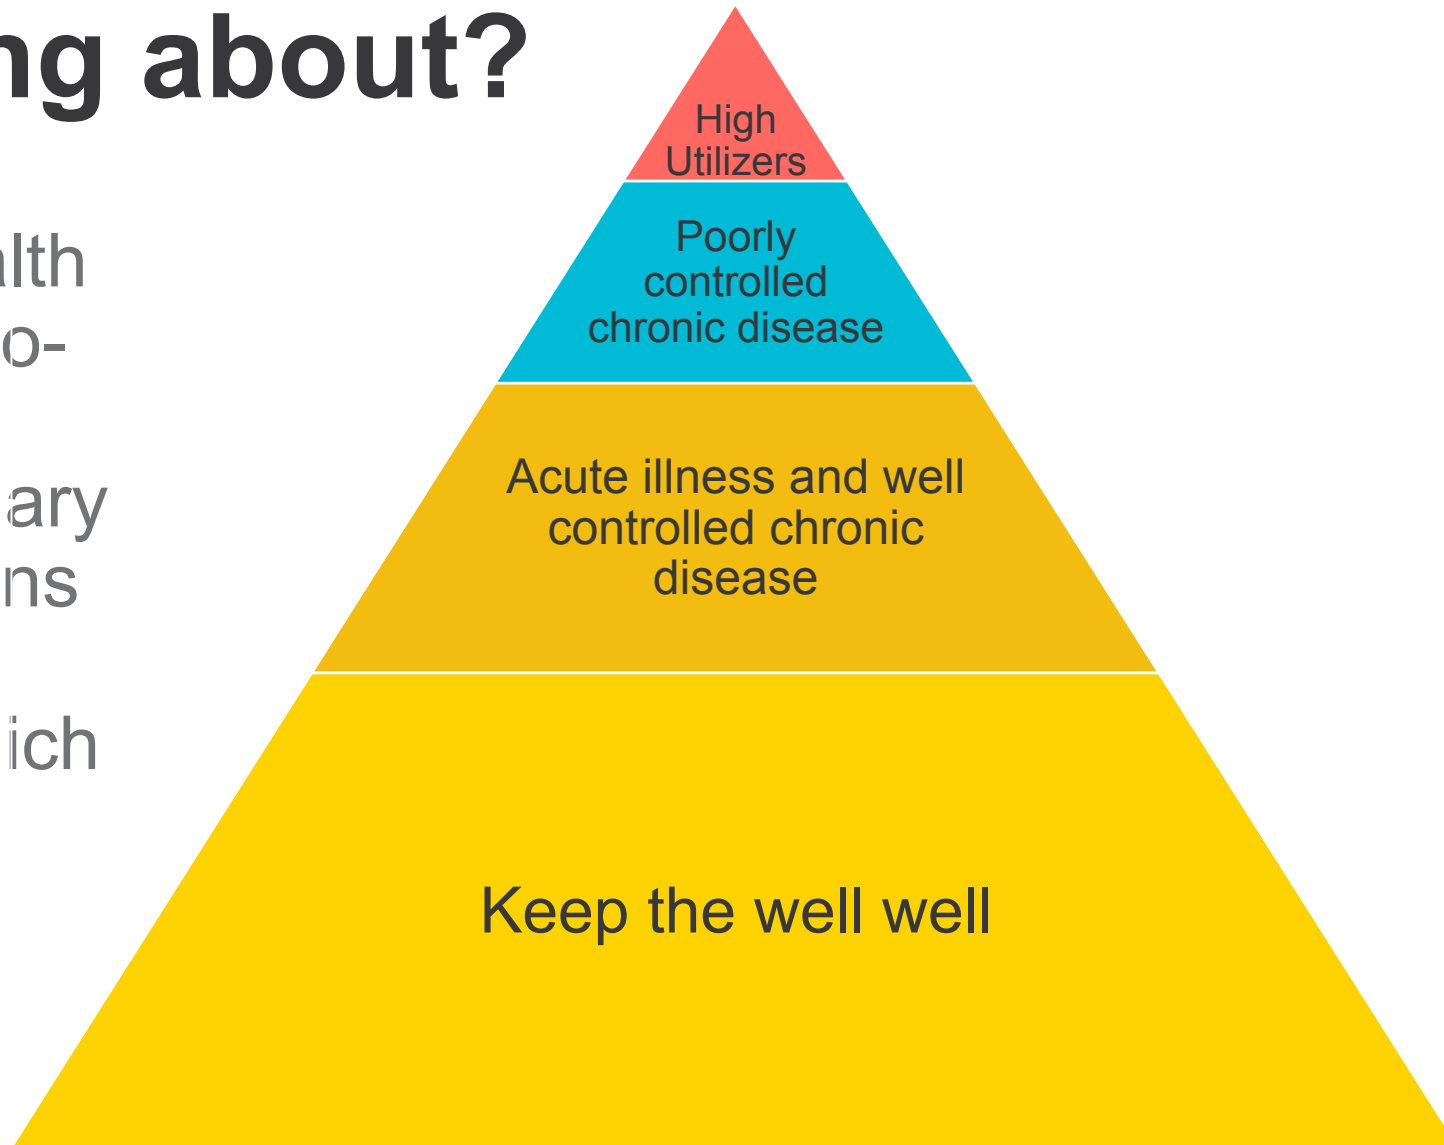 ng about?
alth
o-
ary
ns
ich
High
Utilizers
Poorly
controlled
chronic disease
Acute illness and well
controlled chronic
disease
Keep the well well